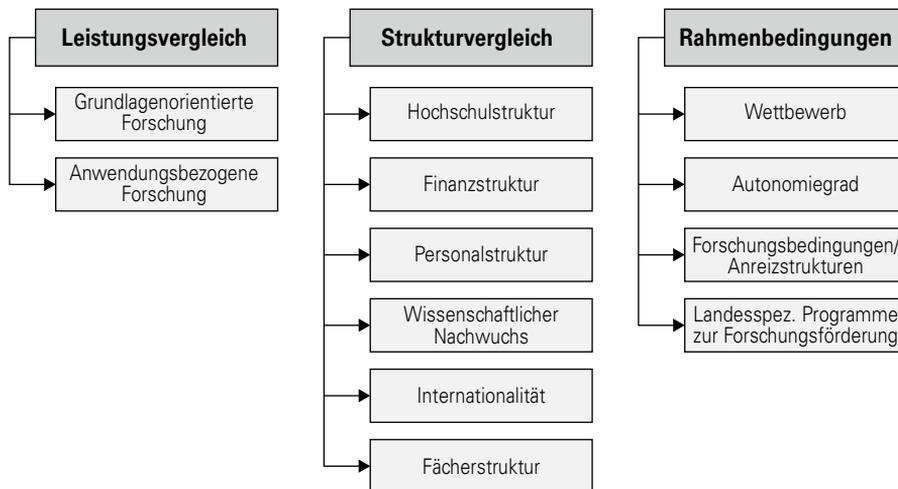 Leistungsvergleich
Grundlagenorientierte
Forschung
Anwendungsbezogene
Forschung
Strukturvergleich
Hochschulstruktur
Finanzstruktur
Personalstruktur
Wissenschaftlicher
Nachwuchs
Internationalität
Fächerstruktur
Rahmenbedingungen
Wettbewerb
Autonomiegrad
Forschungsbedingungen/
Anreizstrukturen
Landesspez. Programme
zur Forschungsförderung